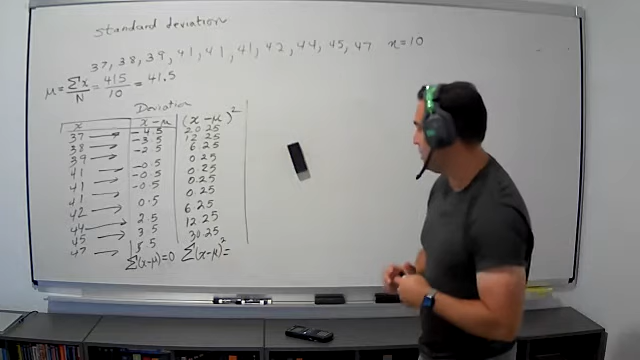 standard deviation
37, 38, 39, 41, 41, 41, 42, 44, 45, 47 n=10
μ = Σx/N = 415/10 = 41.5
Deviation
x x-μ (x-μ)²
37 → -4.5 20.25
38 → -3.5 12.25
39 → -2.5 6.25
41 → -0.5 0.25
41 → -0.5 0.25
41 → -0.5 0.25
42 → 0.5 0.25
44 → 2.5 6.25
45 → 3.5 12.25
47 → 5.5 30.25
Σ(x-μ)=0 Σ(x-μ)²=